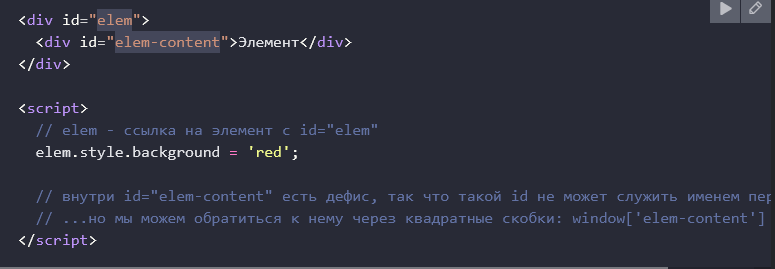 <div id="elem">
  <div id="elem-content">Элемент</div>
</div>

<script>
  // elem - ссылка на элемент с id="elem"
  elem.style.background = 'red';

  // внутри id="elem-content" есть дефис, так что такой id не может служить именем
  // ...но мы можем обратиться к нему через квадратные скобки: window['elem-content']
</script>